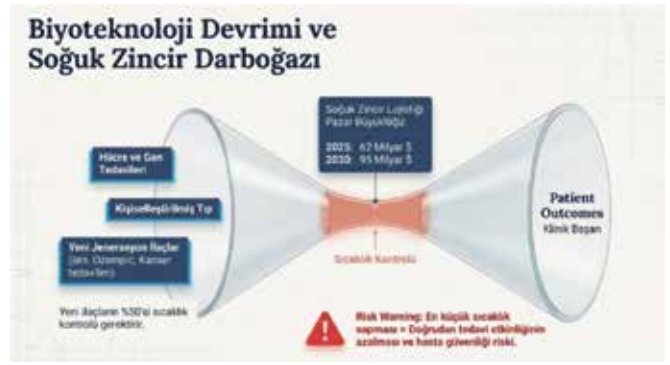 Biyoteknoloji Devrimi ve
Soğuk Zincir Darboğazı
Soğuk Zincir Lojistiği
Pazar Büyüklüğü:
2025: 67 Milyar $
2030: 95 Milyar $
Hücre ve Gen
Tedavileri
Kişiselleştirilmiş Tıp
Yeni Jenerasyon İlaçlar
(örn. Ozempic, Kanser
tedavileri)
Yeni ilaçların %50'si sıcaklık
kontrolü gerektirir.
Sıcaklık Kontrolü
Patient
Outcomes
Klinik Başarı
Risk Warning: En küçük sıcaklık
sapması = Doğrudan tedavi etkinliğinin
azalması ve hasta güvenliği riski.